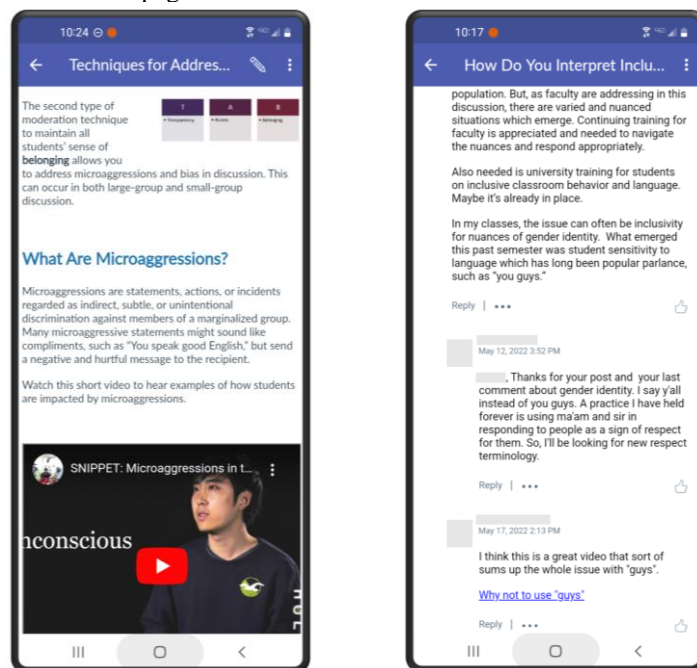 10:24
Techniques for Addres...
The second type of
moderation technique
to maintain all
students' sense of
belonging allows you
to address microaggressions and bias in discussion. This
can occur in both large-group and small-group
discussion.
T
A
B
• Transparency
• Access
• Belonging
What Are Microaggressions?
Microaggressions are statements, actions, or incidents
regarded as indirect, subtle, or unintentional
discrimination against members of a marginalized group.
Many microaggressive statements might sound like
compliments, such as "You speak good English," but send
a negative and hurtful message to the recipient.
Watch this short video to hear examples of how students
are impacted by microaggressions.
SNIPPET: Microaggressions in t...
nconscious
10:17
How Do You Interpret Inclu...
population. But, as faculty are addressing in this
discussion, there are varied and nuanced
situations which emerge. Continuing training for
faculty is appreciated and needed to navigate
the nuances and respond appropriately.
Also needed is university training for students
on inclusive classroom behavior and language.
Maybe it's already in place.
In my classes, the issue can often be inclusivity
for nuances of gender identity.  What emerged
this past semester was student sensitivity to
language which has long been popular parlance,
such as "you guys."
Reply | •••
May 12, 2022 3:52 PM
, Thanks for your post and  your last
comment about gender identity. I say y'all
instead of you guys. A practice I have held
forever is using ma'am and sir in
responding to people as a sign of respect
for them. So, I'll be looking for new respect
terminology.
Reply | •••
May 17, 2022 2:13 PM
I think this is a great video that sort of
sums up the whole issue with "guys".
Why not to use "guys"
Reply | •••